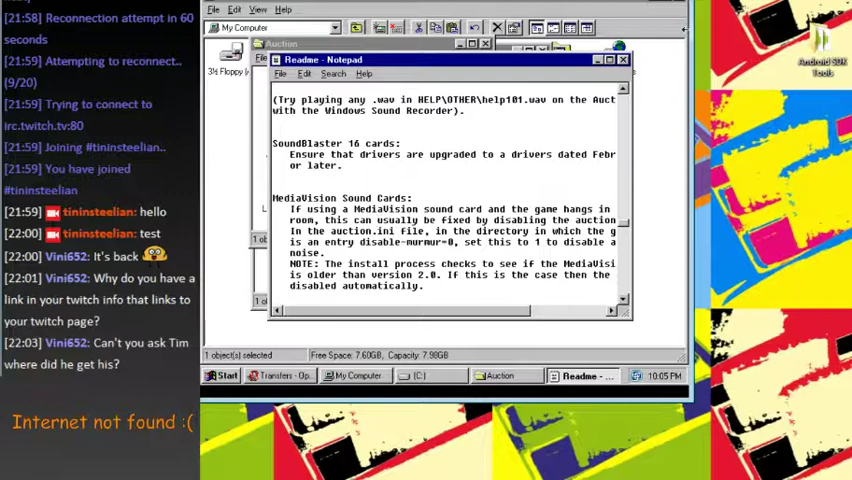 [21:58] Reconnection attempt in 60
seconds
[21:59] Attempting to reconnect..
(9/20)
[21:59] Trying to connect to
irc.twitch.tv:80
[21:59] Joining #tininsteelian..
[21:59] You have joined
#tininsteelian
[21:59] tininsteelian: hello
[22:00] tininsteelian: test
[22:00] Vini652: It's back
[22:01] Vini652: Why do you have a
link in your twitch info that links to
your twitch page?
[22:03] Vini652: Can't you ask Tim
where did he get his?
Internet not found :(
File Edit View Help
My Computer
3½ Floppy (
Auction
Readme - Notepad
File Edit Search Help
(Try playing any .wav in HELP\OTHER\help101.wav on the Auct
with the Windows Sound Recorder).
SoundBlaster 16 cards:
Ensure that drivers are upgraded to a drivers dated Febr
or later.
MediaVision Sound Cards:
If using a MediaVision sound card and the game hangs in
room, this can usually be fixed by disabling the auction
In the auction.ini file, in the directory in which the g
is an entry disable-murmur=0, set this to 1 to disable a
noise.
NOTE: The install process checks to see if the MediaVisi
is older than version 2.0. If this is the case then the
disabled automatically.
1 object(s) selected
Free Space: 7.60GB, Capacity: 7.98GB
Start
Transfers - Op...
My Computer
(C:)
Auction
Readme - ...
10:05 PM
Android SDK
Tools